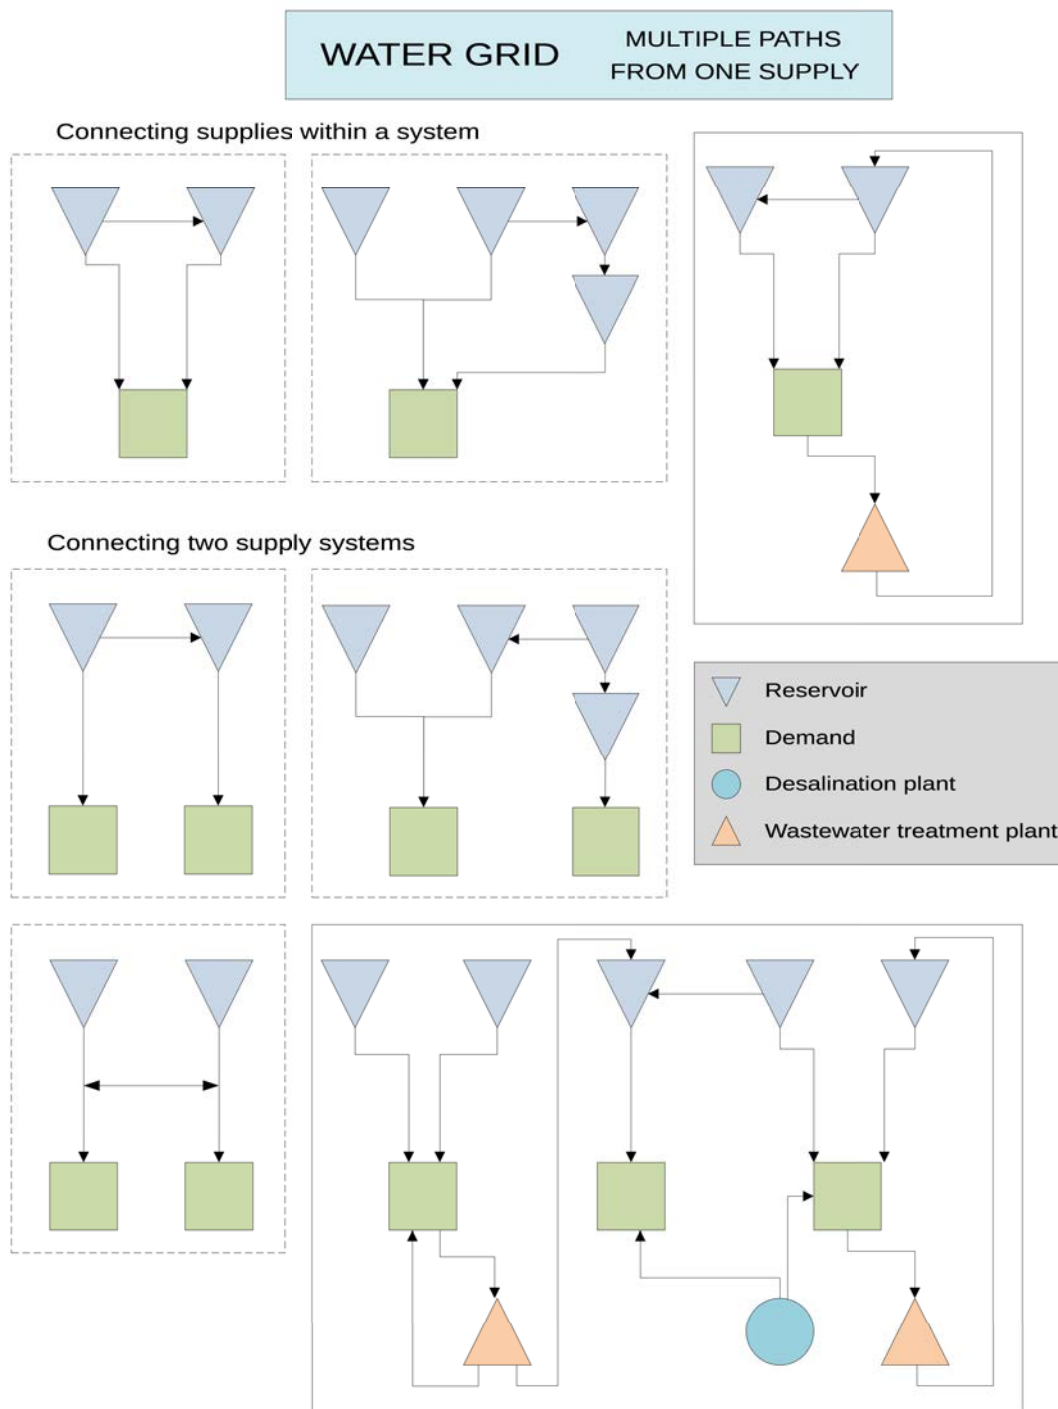 WATER GRID
MULTIPLE PATHS
FROM ONE SUPPLY
Connecting supplies within a system
Connecting two supply systems
Reservoir
Demand
Desalination plant
Wastewater treatment plant